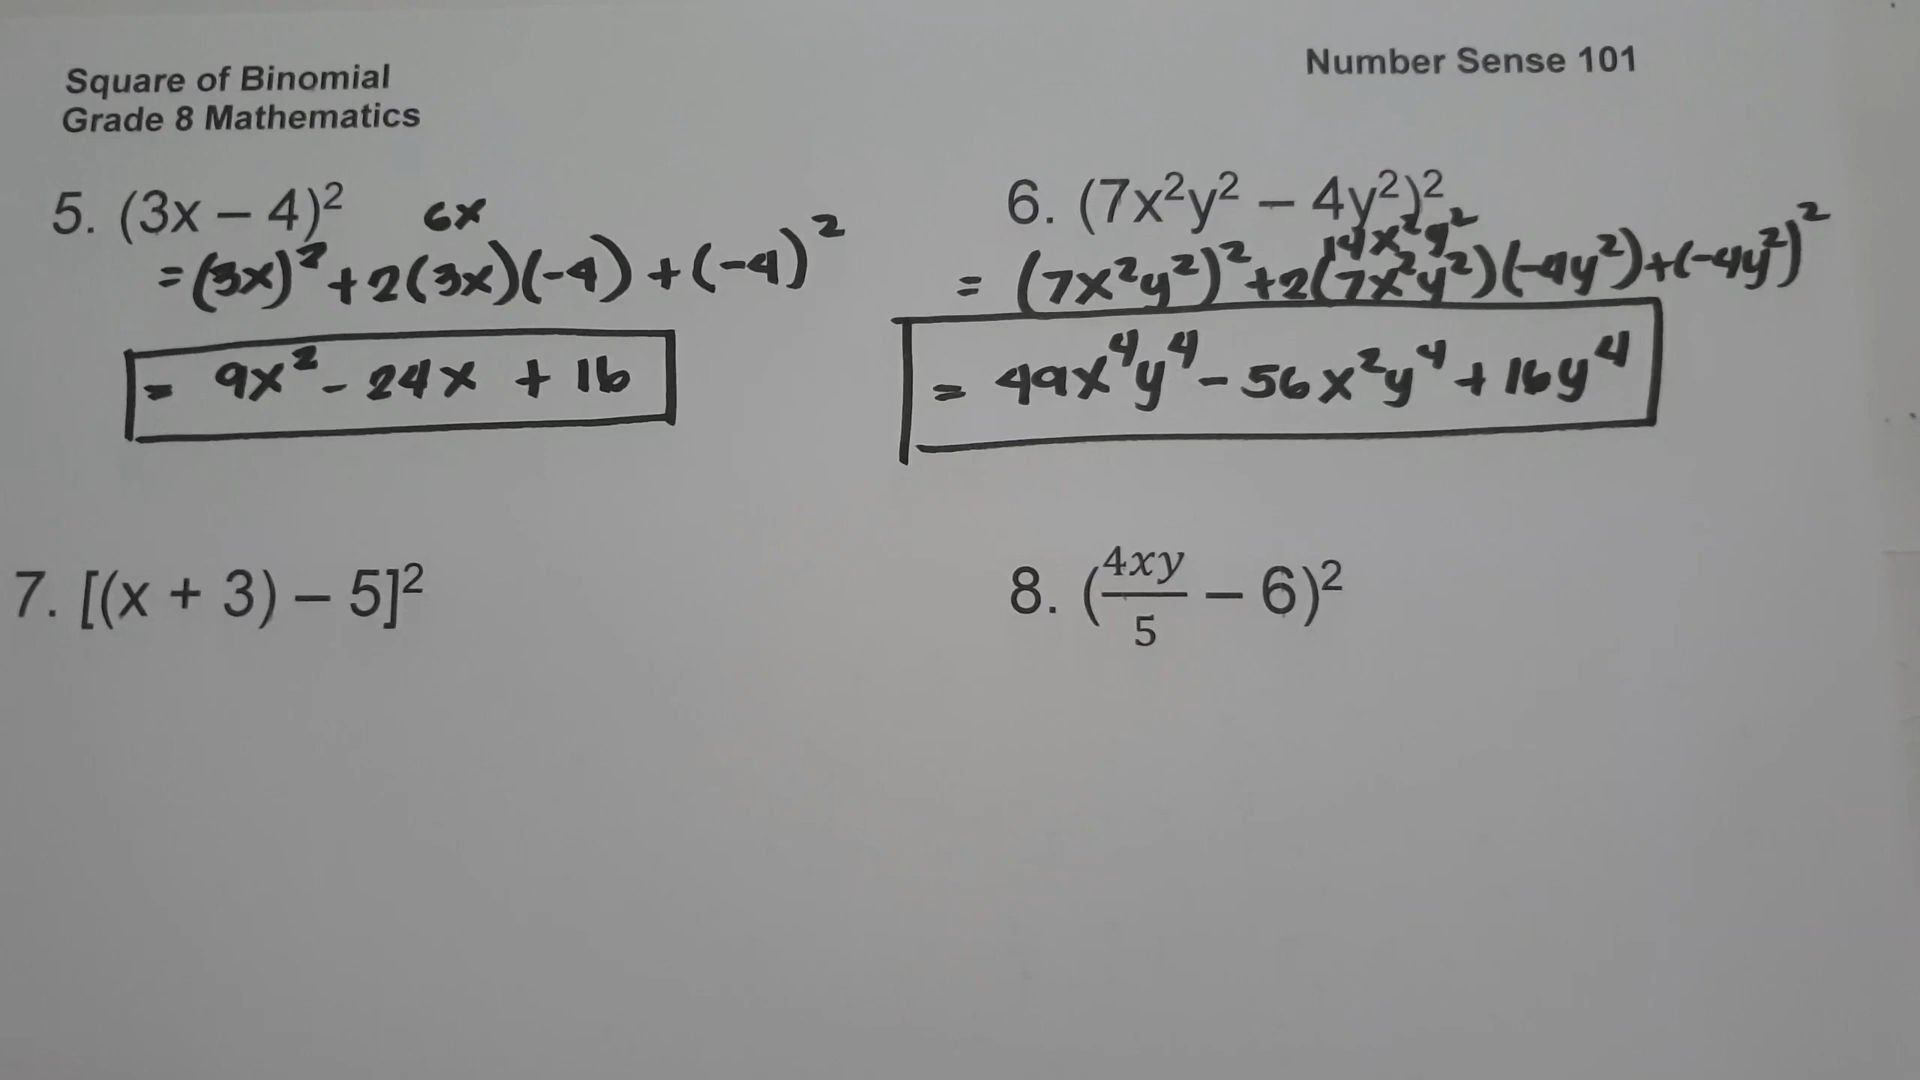 Square of Binomial
Grade 8 Mathematics
Number Sense 101
5. (3x – 4)²
6x
= (3x)² + 2(3x)(-4) + (-4)²
= 9x² - 24x + 16
6. (7x²y² – 4y²)²
14x²y²
= (7x²y²)² + 2(7x²y²)(-4y²) + (-4y²)²
= 49x⁴y⁴ - 56x²y⁴ + 16y⁴
7. [(x + 3) – 5]²
8. (4xy/5 – 6)²